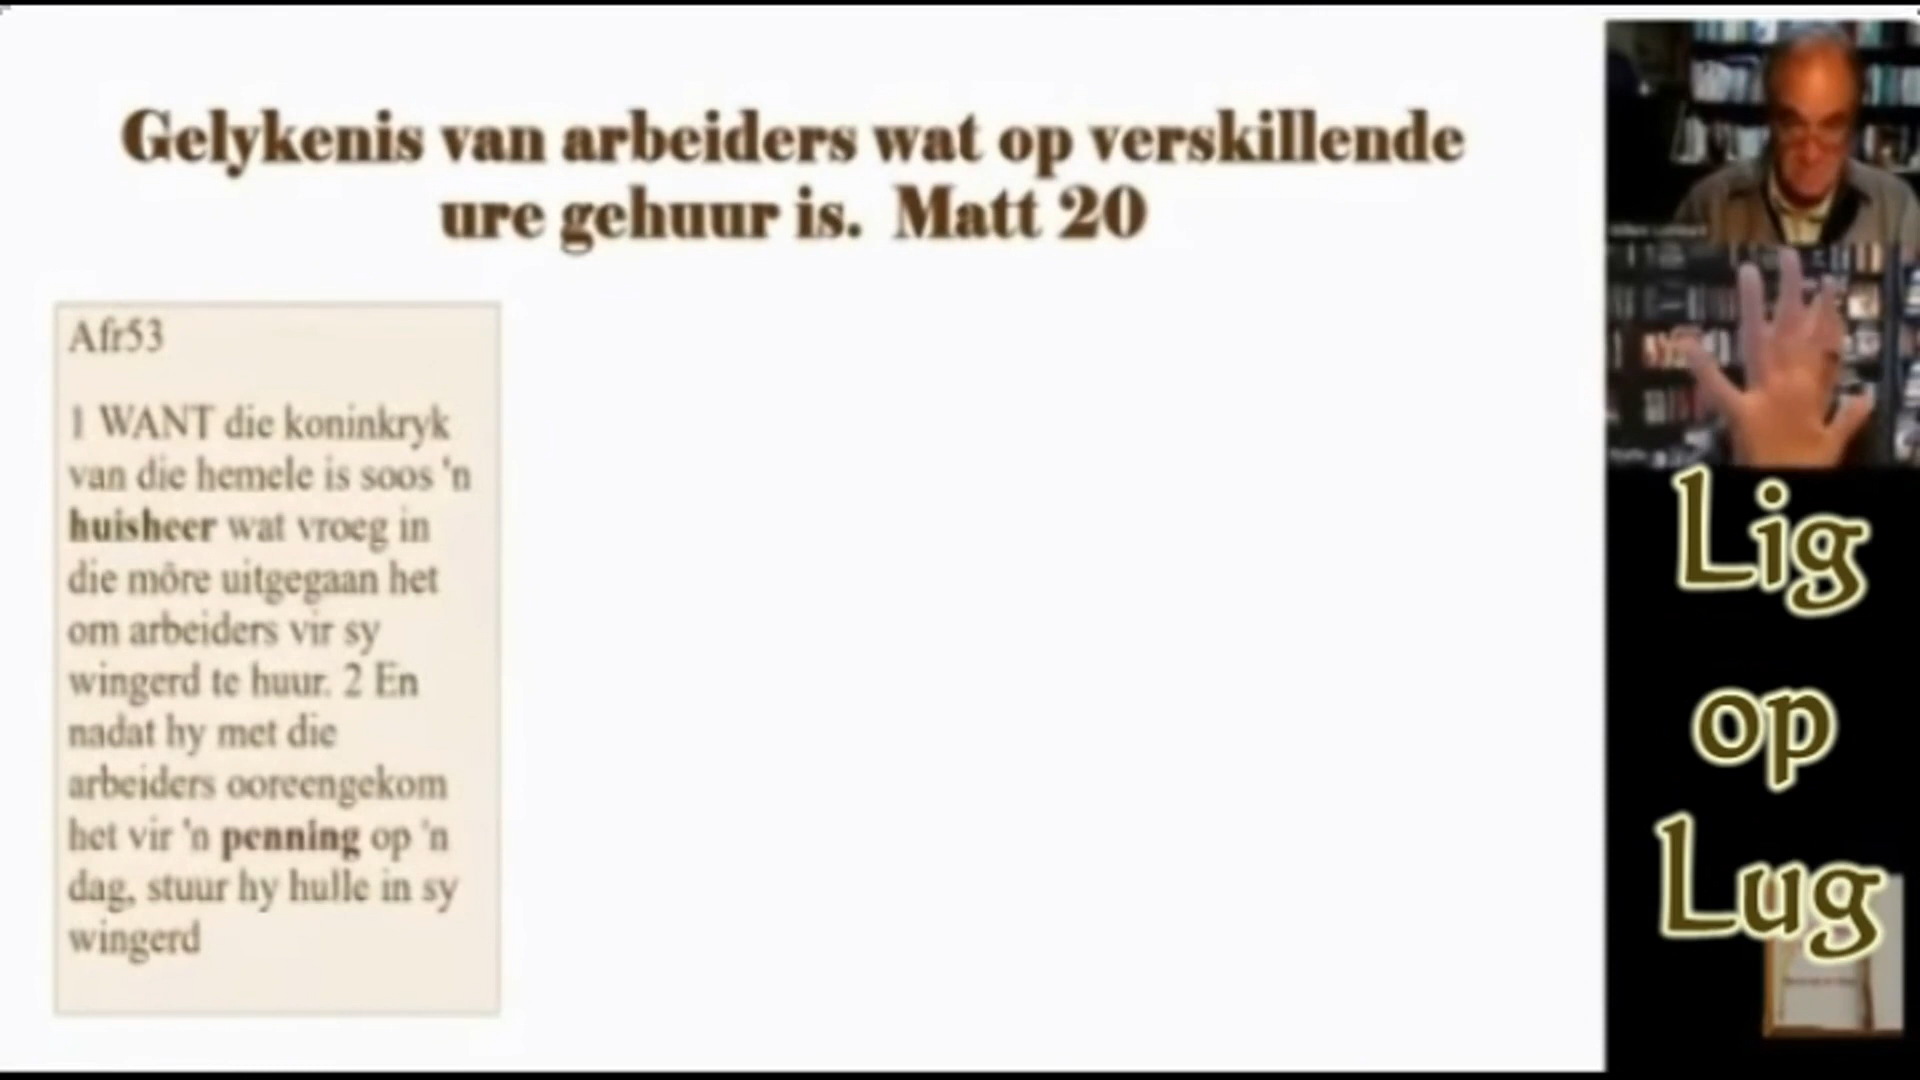 Gelykenis van arbeiders wat op verskillende
ure gehuur is. Matt 20
Afr53
1 WANT die koninkryk
van die hemele is soos 'n
huisheer wat vroeg in
die môre uitgegaan het
om arbeiders vir sy
wingerd te huur. 2 En
nadat hy met die
arbeiders ooreengekom
het vir 'n penning op 'n
dag, stuur hy hulle in sy
wingerd
Lig
op
Lug